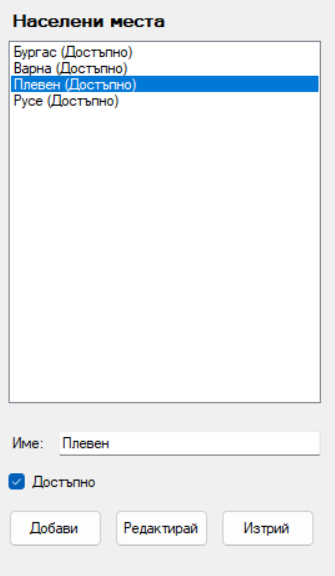 Населени места
Бургас (Достъпно)
Варна (Достъпно)
Плевен (Достъпно)
Русе (Достъпно)
Име: Плевен
Достъпно
Добави Редактирай Изтрий